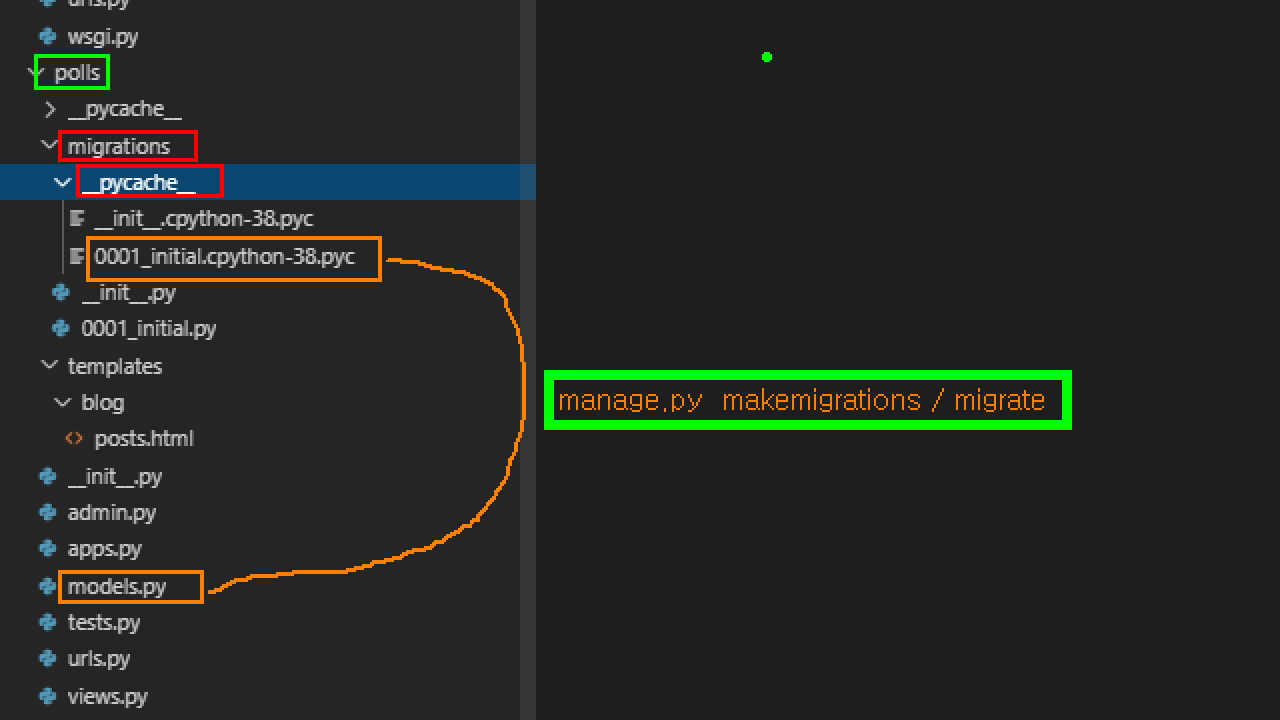 urls.py
wsgi.py
polls
__pycache__
migrations
__pycache__
__init__.cpython-38.pyc
0001_initial.cpython-38.pyc
__init__.py
0001_initial.py
templates
blog
posts.html
manage.py makemigrations / migrate
__init__.py
admin.py
apps.py
models.py
tests.py
urls.py
views.py